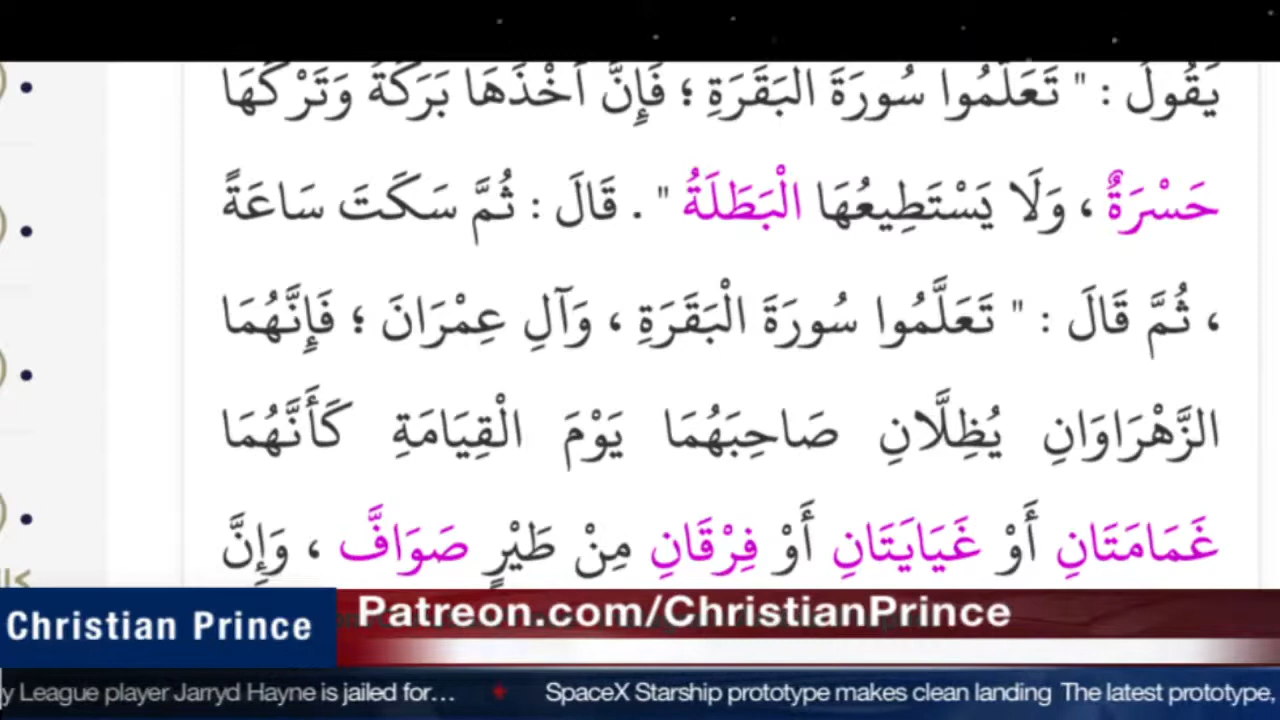 يَقُولُ : " تَعَلَّمُوا سُورَةَ الْبَقَرَةِ ؛ فَإِنَّ أَخْذَهَا بَرَكَةٌ وَتَرْكَهَا
حَسْرَةٌ ، وَلَا يَسْتَطِيعُهَا الْبَطَلَةُ " . قَالَ : ثُمَّ سَكَتَ سَاعَةً
، ثُمَّ قَالَ : " تَعَلَّمُوا سُورَةَ الْبَقَرَةِ ، وَآلِ عِمْرَانَ ؛ فَإِنَّهُمَا
الزَّهْرَاوَانِ يُظِلَّانِ صَاحِبَهُمَا يَوْمَ الْقِيَامَةِ كَأَنَّهُمَا
غَمَامَتَانِ أَوْ غَيَايَتَانِ أَوْ فِرْقَانِ مِنْ طَيْرٍ صَوَافَّ ، وَإِنَّ
Christian Prince
Patreon.com/ChristianPrince
y League player Jarryd Hayne is jailed for… SpaceX Starship prototype makes clean landing The latest prototype,